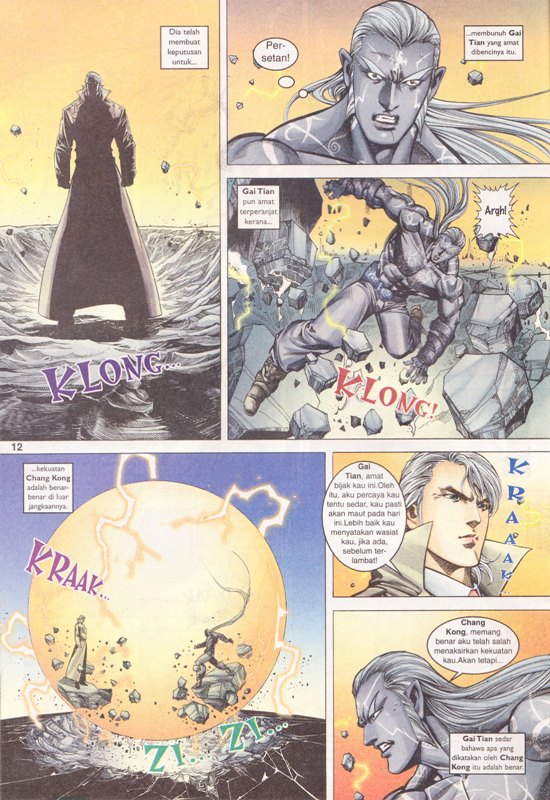 Dia telah
membuat
keputusan
untuk...
KLONG...
Per-
setan!
...membunuh Gai
Tian yang amat
dibencinya itu.
Gai Tian
pun amat
terperanjat
kerana...
Argh!
KLONG!
12
...kekuatan
Chang Kong
adalah benar-
benar di luar
jangkaannya.
KRAAK...
ZI... ZI....
Gai
Tian, amat
bijak kau ini.Oleh
itu, aku percaya kau
tentu sedar, kau pasti
akan maut pada hari
ini.Lebih baik kau
menyatakan wasiat
kau, jika ada,
sebelum ter-
lambat!
KRAAK..
Chang
Kong, memang
benar aku telah salah
menaksirkan kekuatan
kau.Akan tetapi...
Gai Tian sedar
bahawa apa yang
dikatakan oleh Chang
Kong itu adalah benar.